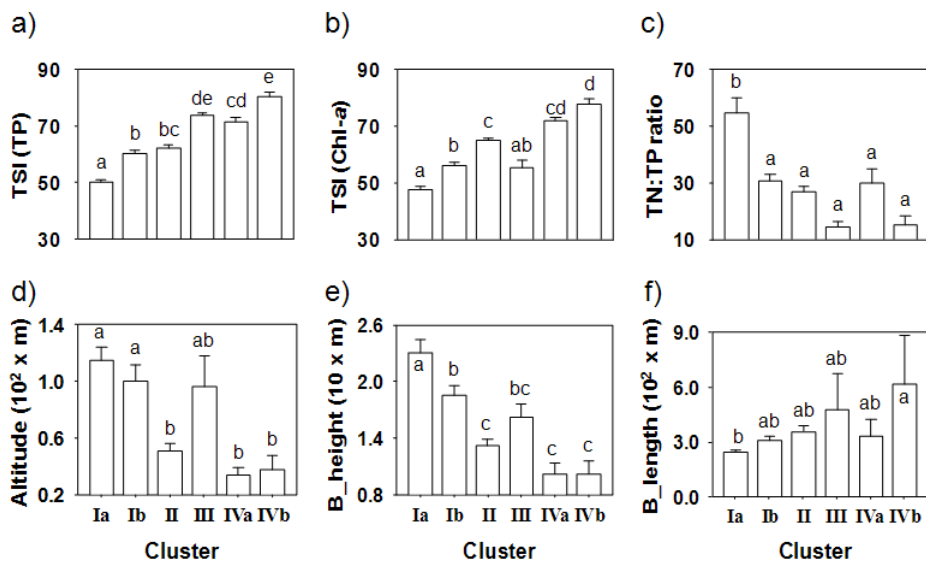 a)
TSI (TP)
90
70
50
30
a
b
bc
de
cd
e
b)
TSI (Chl-a)
90
70
50
30
a
b
c
ab
cd
d
c)
TN:TP ratio
70
50
30
10
b
a
a
a
a
a
d)
Altitude (10² x m)
1.4
1.0
0.6
0.2
a
a
b
ab
b
b
Ia Ib II III IVa IVb
Cluster
e)
B_height (10 x m)
2.6
2.0
1.4
0.8
a
b
c
bc
c
c
Ia Ib II III IVa IVb
Cluster
f)
B_length (10² x m)
9.0
6.0
3.0
0.0
b
ab
ab
ab
ab
a
Ia Ib II III IVa IVb
Cluster